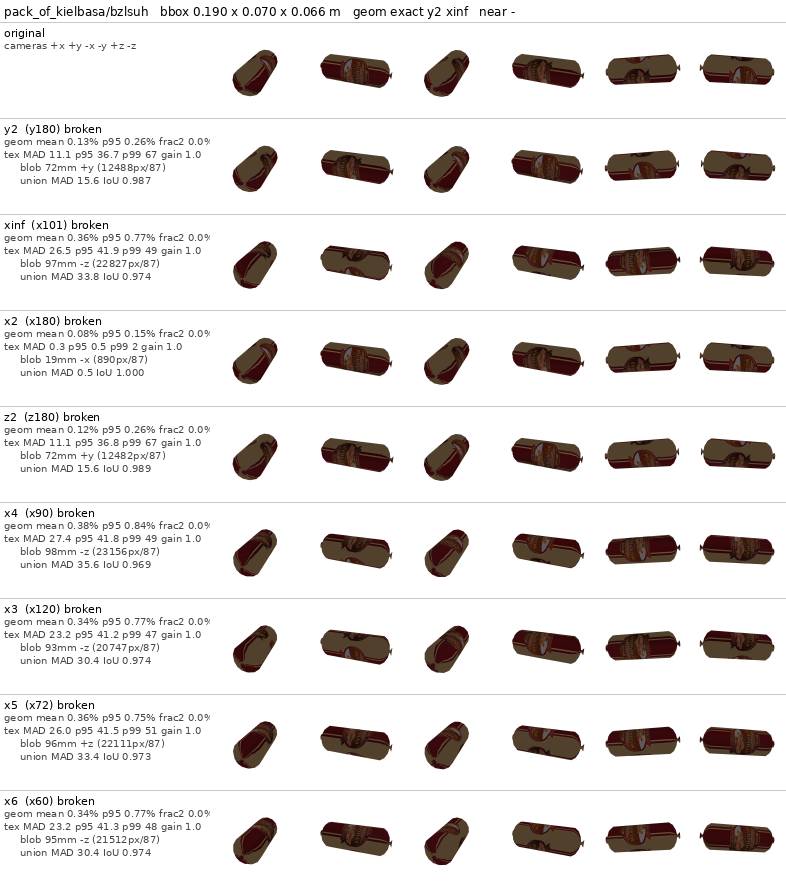 pack_of_kielbasa/bzlsuh bbox 0.190 x 0.070 x 0.066 m geom exact y2 xinf near -
original
cameras +x +y -x -y +z -z
y2 (y180) broken
geom mean 0.13% p95 0.26% frac2 0.0%
tex MAD 11.1 p95 36.7 p99 67 gain 1.0
blob 72mm +y (12488px/87)
union MAD 15.6 IoU 0.987
xinf (x101) broken
geom mean 0.36% p95 0.77% frac2 0.0%
tex MAD 26.5 p95 41.9 p99 49 gain 1.0
blob 97mm -z (22827px/87)
union MAD 33.8 IoU 0.974
x2 (x180) broken
geom mean 0.08% p95 0.15% frac2 0.0%
tex MAD 0.3 p95 0.5 p99 2 gain 1.0
blob 19mm -x (890px/87)
union MAD 0.5 IoU 1.000
z2 (z180) broken
geom mean 0.12% p95 0.26% frac2 0.0%
tex MAD 11.1 p95 36.8 p99 67 gain 1.0
blob 72mm +y (12482px/87)
union MAD 15.6 IoU 0.989
x4 (x90) broken
geom mean 0.38% p95 0.84% frac2 0.0%
tex MAD 27.4 p95 41.8 p99 49 gain 1.0
blob 98mm -z (23156px/87)
union MAD 35.6 IoU 0.969
x3 (x120) broken
geom mean 0.34% p95 0.77% frac2 0.0%
tex MAD 23.2 p95 41.2 p99 47 gain 1.0
blob 93mm -z (20747px/87)
union MAD 30.4 IoU 0.974
x5 (x72) broken
geom mean 0.36% p95 0.75% frac2 0.0%
tex MAD 26.0 p95 41.5 p99 51 gain 1.0
blob 96mm +z (22111px/87)
union MAD 33.4 IoU 0.973
x6 (x60) broken
geom mean 0.34% p95 0.77% frac2 0.0%
tex MAD 23.2 p95 41.3 p99 48 gain 1.0
blob 95mm -z (21512px/87)
union MAD 30.4 IoU 0.974